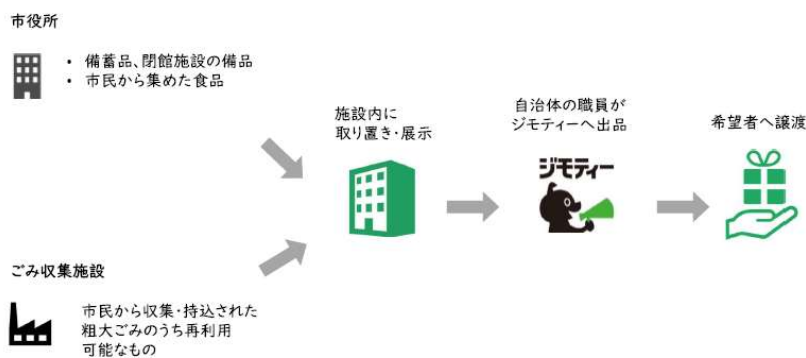 市役所
• 備蓄品、閉館施設の備品
• 市民から集めた食品
施設内に
取り置き・展示
自治体の職員が
ジモティーへ出品
ジモティー
希望者へ譲渡
ごみ収集施設
市民から収集・持込された
粗大ごみのうち再利用
可能なもの